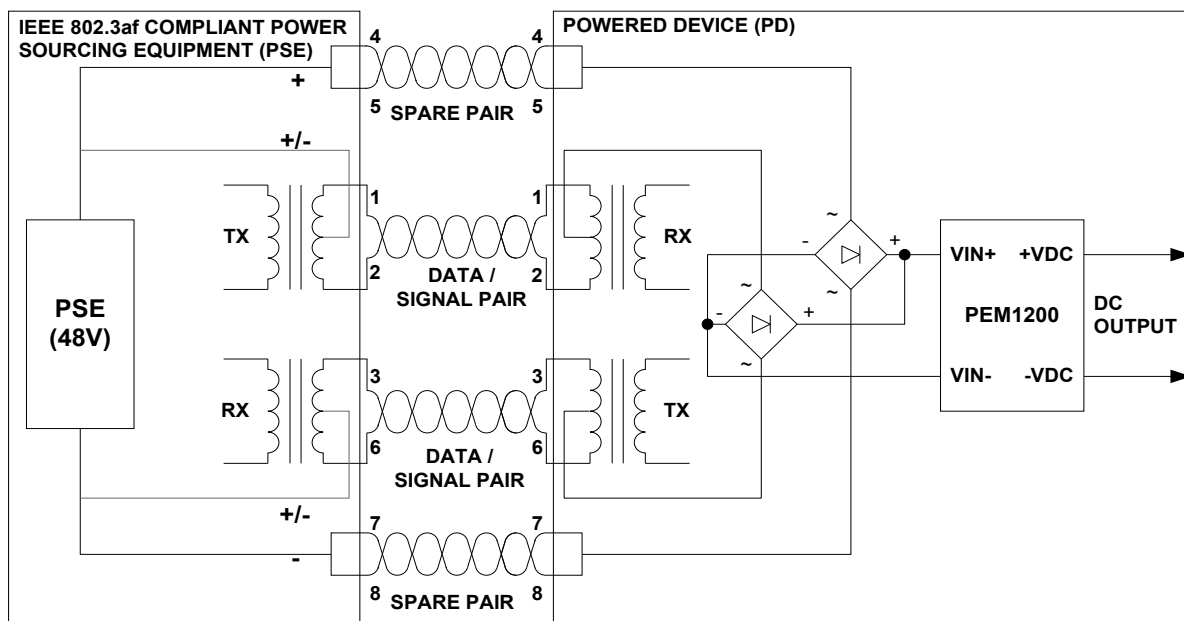 IEEE 802.3af COMPLIANT POWER
SOURCING EQUIPMENT (PSE)
POWERED DEVICE (PD)
4
4
+
5
SPARE PAIR
5
+/-
1
1
TX
RX
2
2
DATA /
SIGNAL PAIR
~
-
+
~
~
-
+
~
PSE
(48V)
VIN+
+VDC
PEM1200
VIN-
-VDC
DC
OUTPUT
3
3
RX
TX
6
6
DATA /
SIGNAL PAIR
+/-
7
7
-
8
SPARE PAIR
8